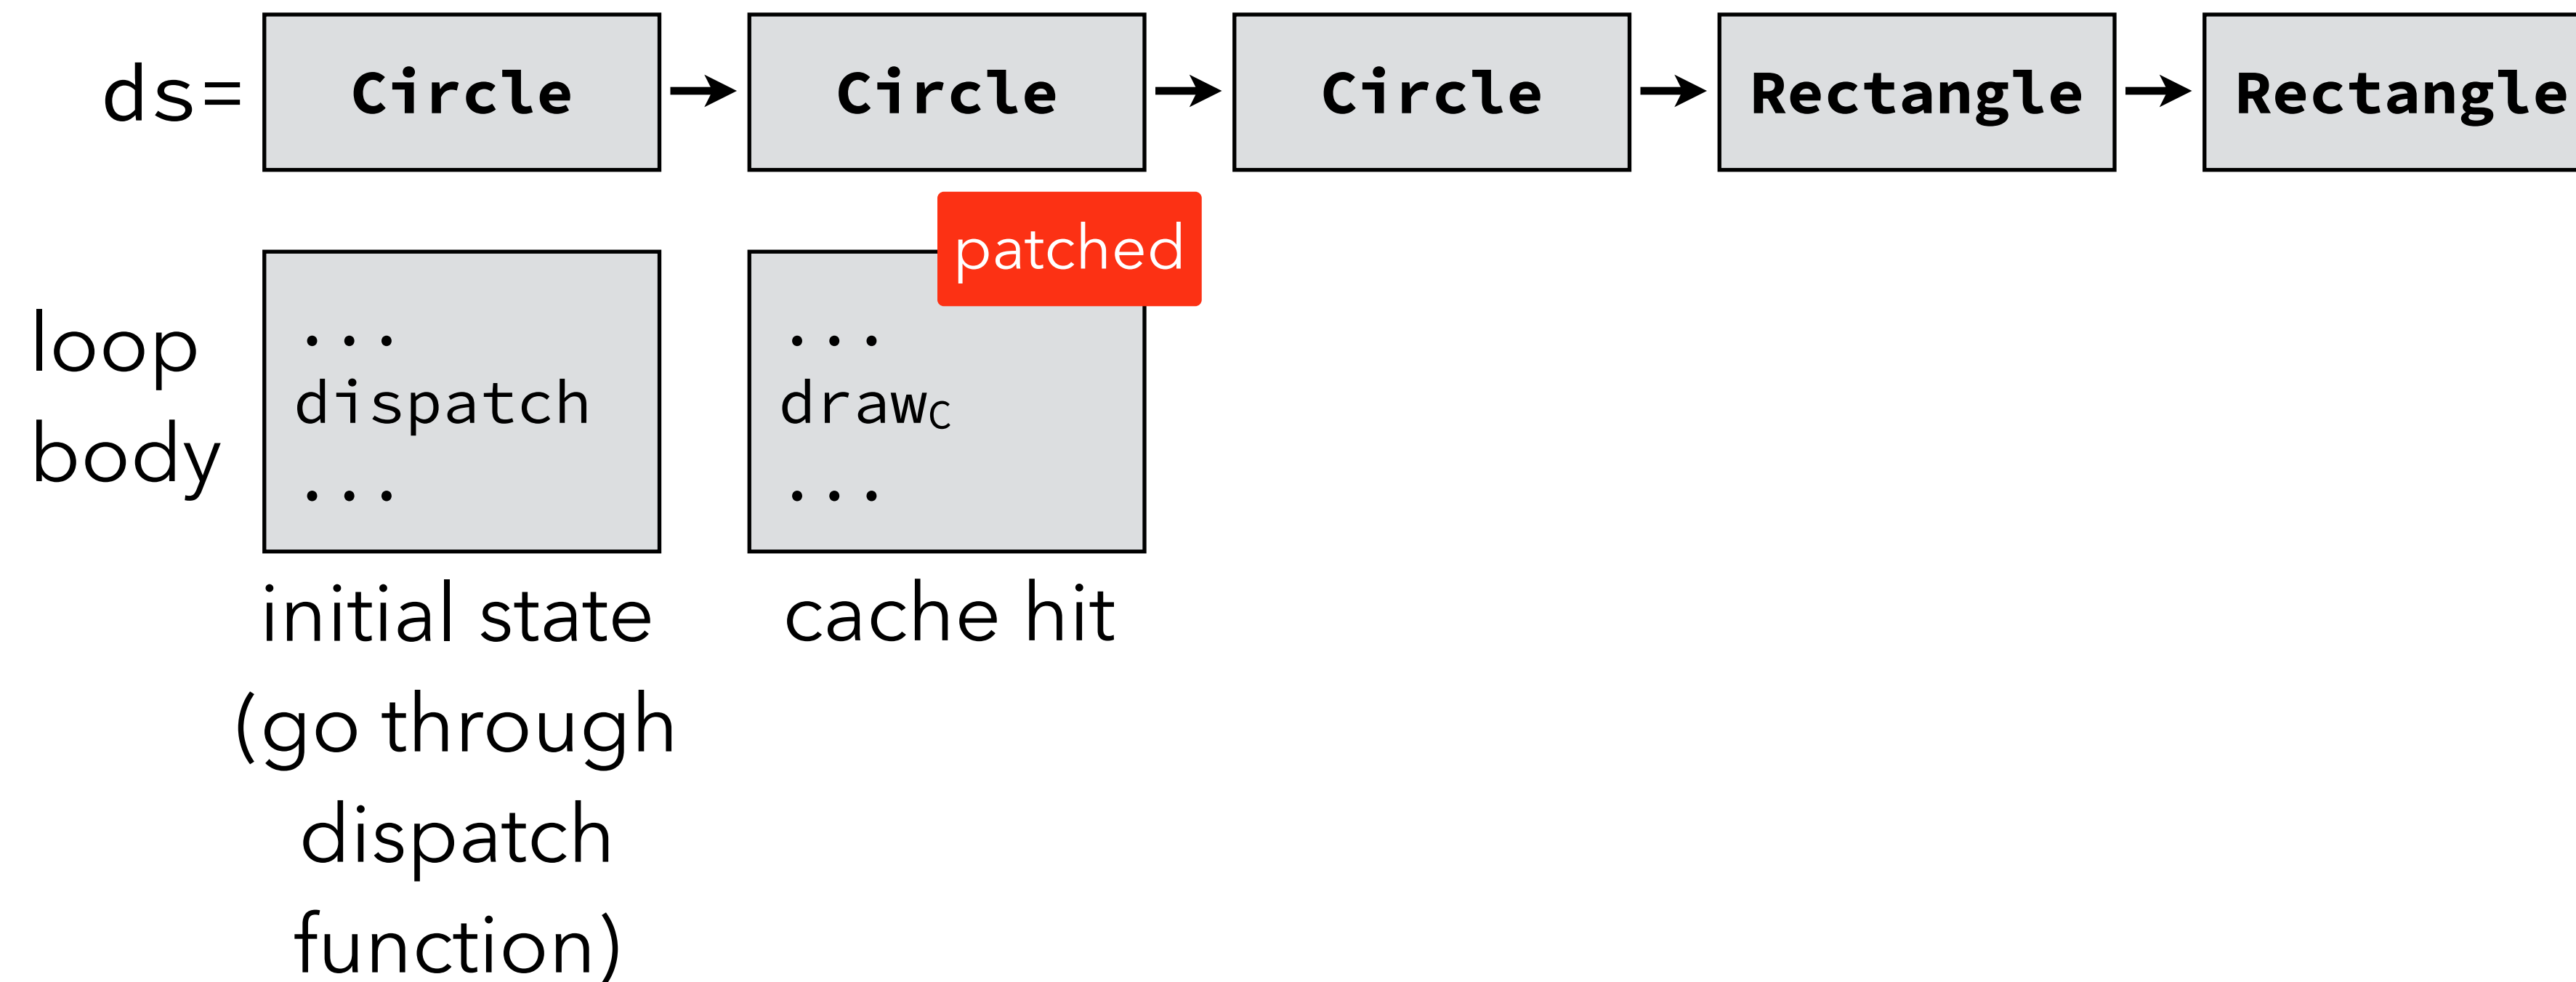 ds= Circle → Circle → Circle → Rectangle → Rectangle
patched
loop
body
...
dispatch
...
...
drawC
...
initial state
(go through
dispatch
function)
cache hit